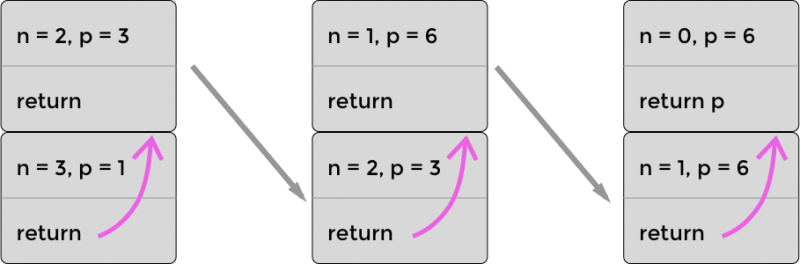 n = 2, p = 3
return
n = 3, p = 1
return
n = 1, p = 6
return
n = 2, p = 3
return
n = 0, p = 6
return p
n = 1, p = 6
return